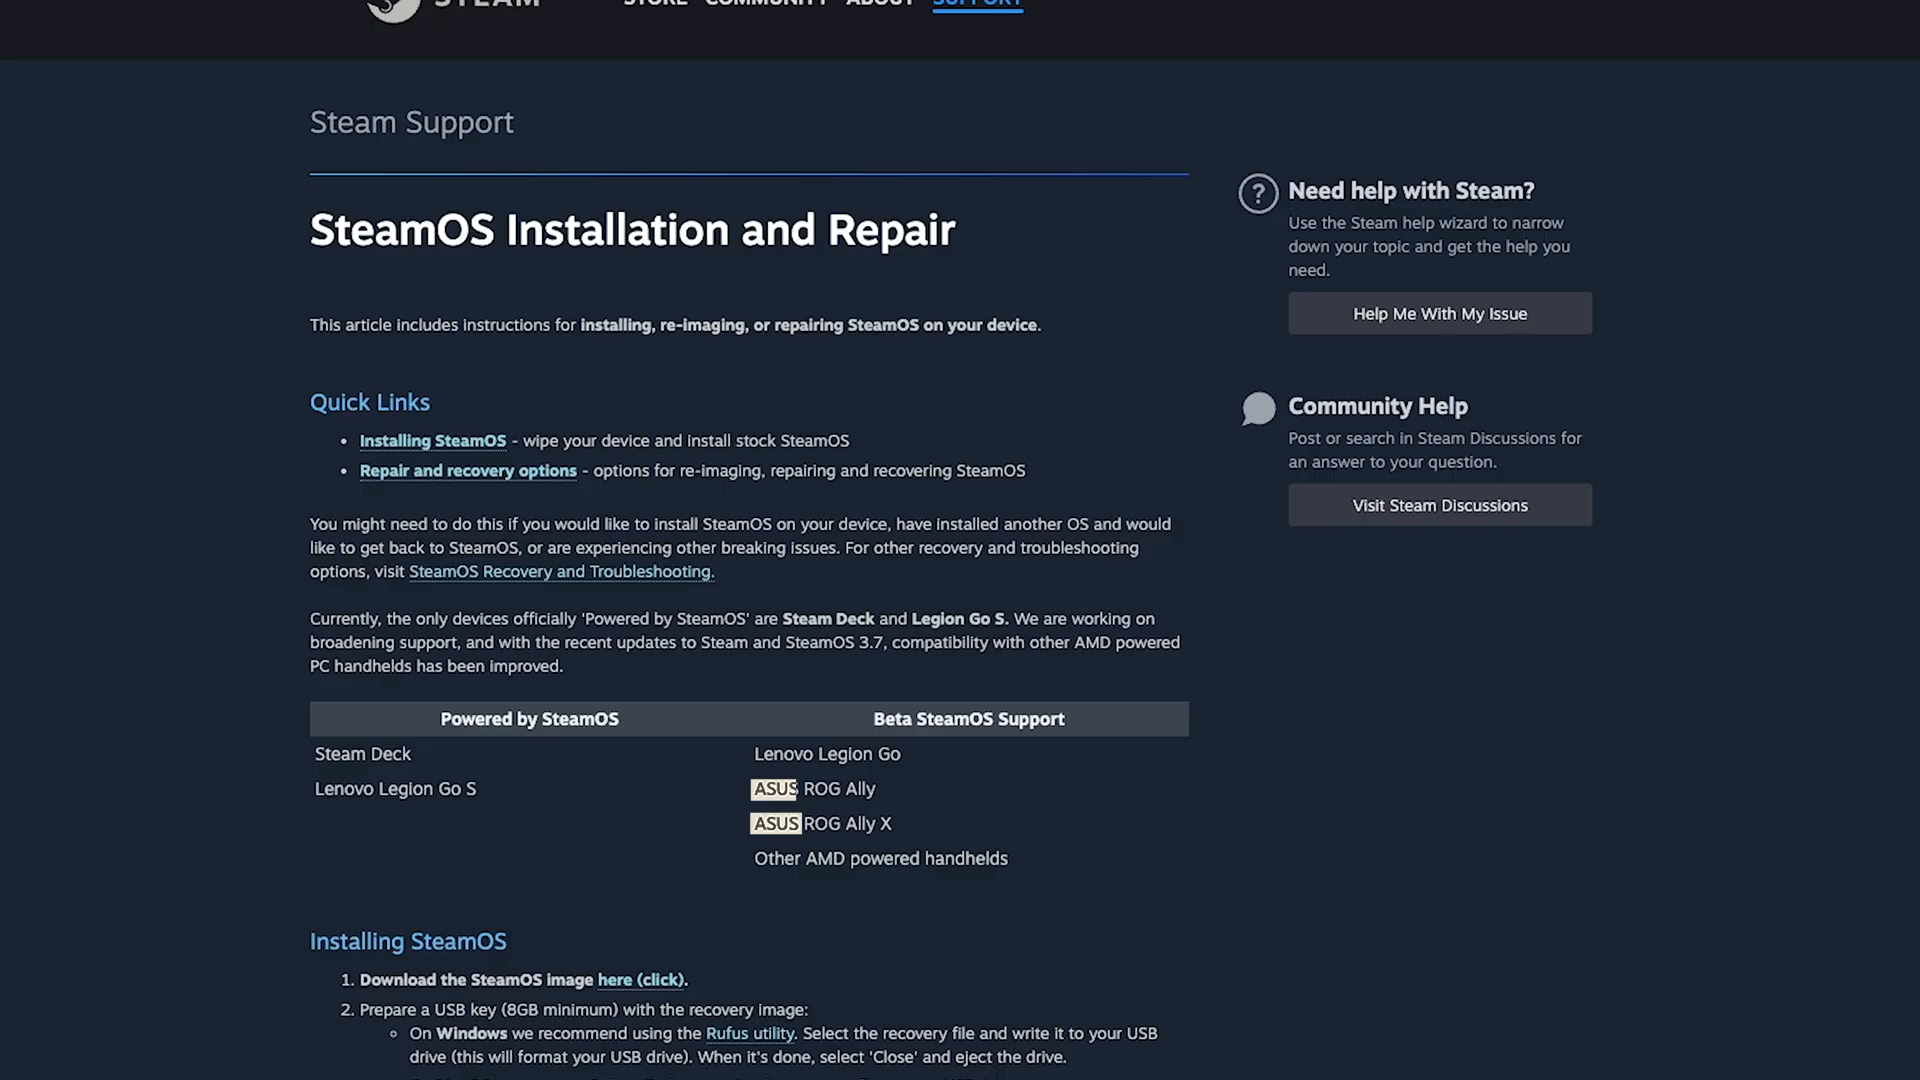 STEAM STORE COMMUNITY ABOUT SUPPORT
Steam Support
SteamOS Installation and Repair
This article includes instructions for installing, re-imaging, or repairing SteamOS on your device.
Quick Links
• Installing SteamOS - wipe your device and install stock SteamOS
• Repair and recovery options - options for re-imaging, repairing and recovering SteamOS
You might need to do this if you would like to install SteamOS on your device, have installed another OS and would
like to get back to SteamOS, or are experiencing other breaking issues. For other recovery and troubleshooting
options, visit SteamOS Recovery and Troubleshooting.
Currently, the only devices officially 'Powered by SteamOS' are Steam Deck and Legion Go S. We are working on
broadening support, and with the recent updates to Steam and SteamOS 3.7, compatibility with other AMD powered
PC handhelds has been improved.
Powered by SteamOS Beta SteamOS Support
Steam Deck Lenovo Legion Go
Lenovo Legion Go S ASUS ROG Ally
ASUS ROG Ally X
Other AMD powered handhelds
Installing SteamOS
1. Download the SteamOS image here (click).
2. Prepare a USB key (8GB minimum) with the recovery image:
◦ On Windows we recommend using the Rufus utility. Select the recovery file and write it to your USB
drive (this will format your USB drive). When it's done, select 'Close' and eject the drive.
Need help with Steam?
Use the Steam help wizard to narrow
down your topic and get the help you
need.
Help Me With My Issue
Community Help
Post or search in Steam Discussions for
an answer to your question.
Visit Steam Discussions